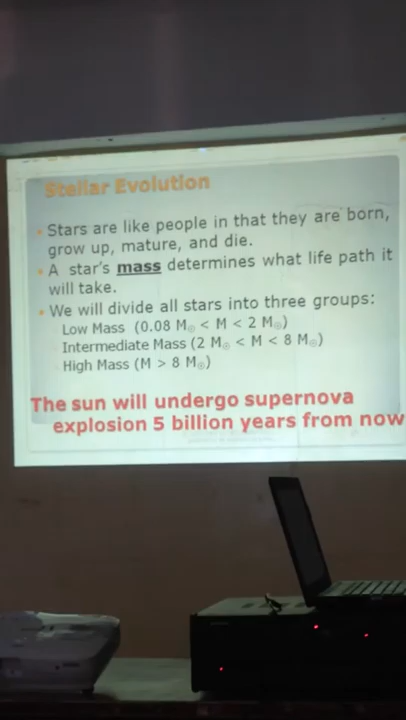 Stellar Evolution
• Stars are like people in that they are born,
grow up, mature, and die.
• A star's mass determines what life path it
will take.
• We will divide all stars into three groups:
Low Mass (0.08 M☉ < M < 2 M☉)
Intermediate Mass (2 M☉ < M < 8 M☉)
High Mass (M > 8 M☉)
The sun will undergo supernova
explosion 5 billion years from now